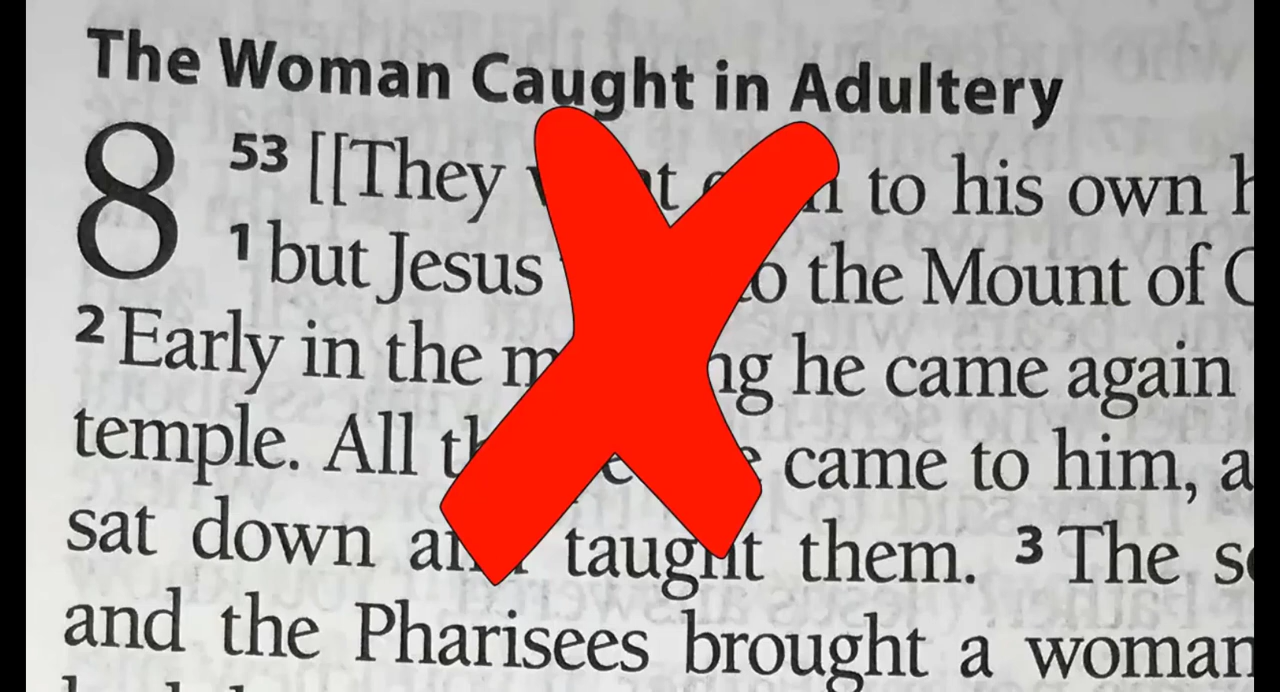 The Woman Caught in Adultery
8 53 [[They to his own
1 but Jesus the Mount of
2 Early in the he came again
temple. All came to him,
sat down taught them. 3 The
and the Pharisees brought a woman